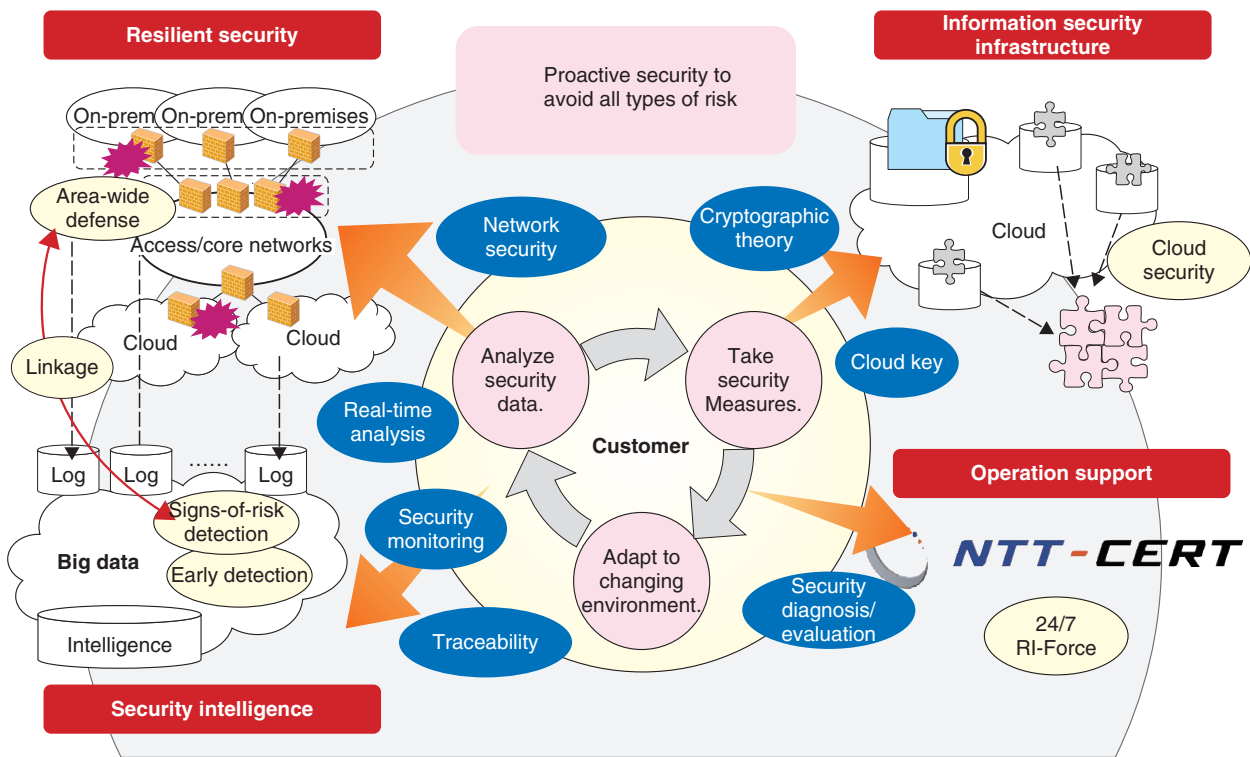 Resilient security
Proactive security to
avoid all types of risk
Information security
infrastructure
On-prem
On-prem
On-premises
Area-wide
defense
Access/core networks
Cloud
Cloud
Linkage
Network
security
Cryptographic
theory
Cloud
Cloud
security
Analyze
security
data.
Take
security
Measures.
Cloud key
Real-time
analysis
Customer
Log
Log
......
Log
Signs-of-risk
detection
Big data
Early detection
Intelligence
Security
monitoring
Adapt to
changing
environment.
Traceability
Security
diagnosis/
evaluation
Operation support
NTT-CERT
24/7
RI-Force
Security intelligence